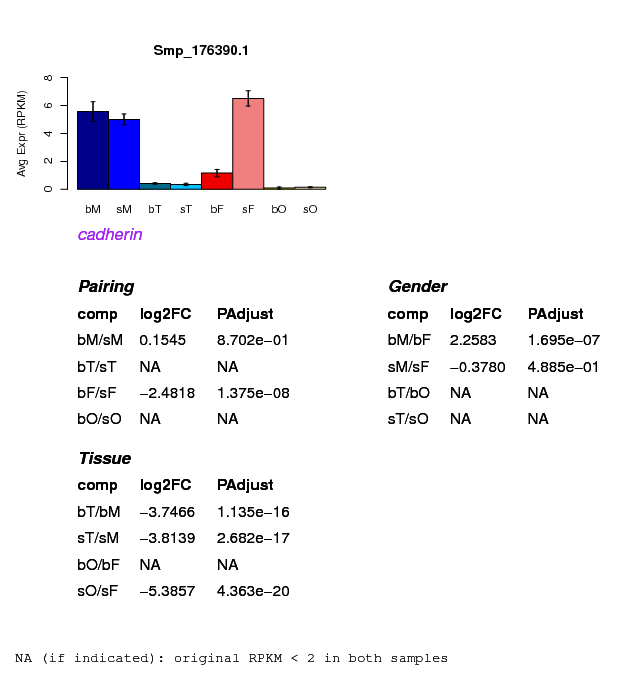 Smp_176390.1
Avg Expr (RPKM)
8
6
4
2
0
bM sM bT sT bF sF bO sO
cadherin
Pairing
comp log2FC PAdjust
bM/sM 0.1545 8.702e−01
bT/sT NA NA
bF/sF −2.4818 1.375e−08
bO/sO NA NA
Gender
comp log2FC PAdjust
bM/bF 2.2583 1.695e−07
sM/sF −0.3780 4.885e−01
bT/bO NA NA
sT/sO NA NA
Tissue
comp log2FC PAdjust
bT/bM −3.7466 1.135e−16
sT/sM −3.8139 2.682e−17
bO/bF NA NA
sO/sF −5.3857 4.363e−20
NA (if indicated): original RPKM < 2 in both samples